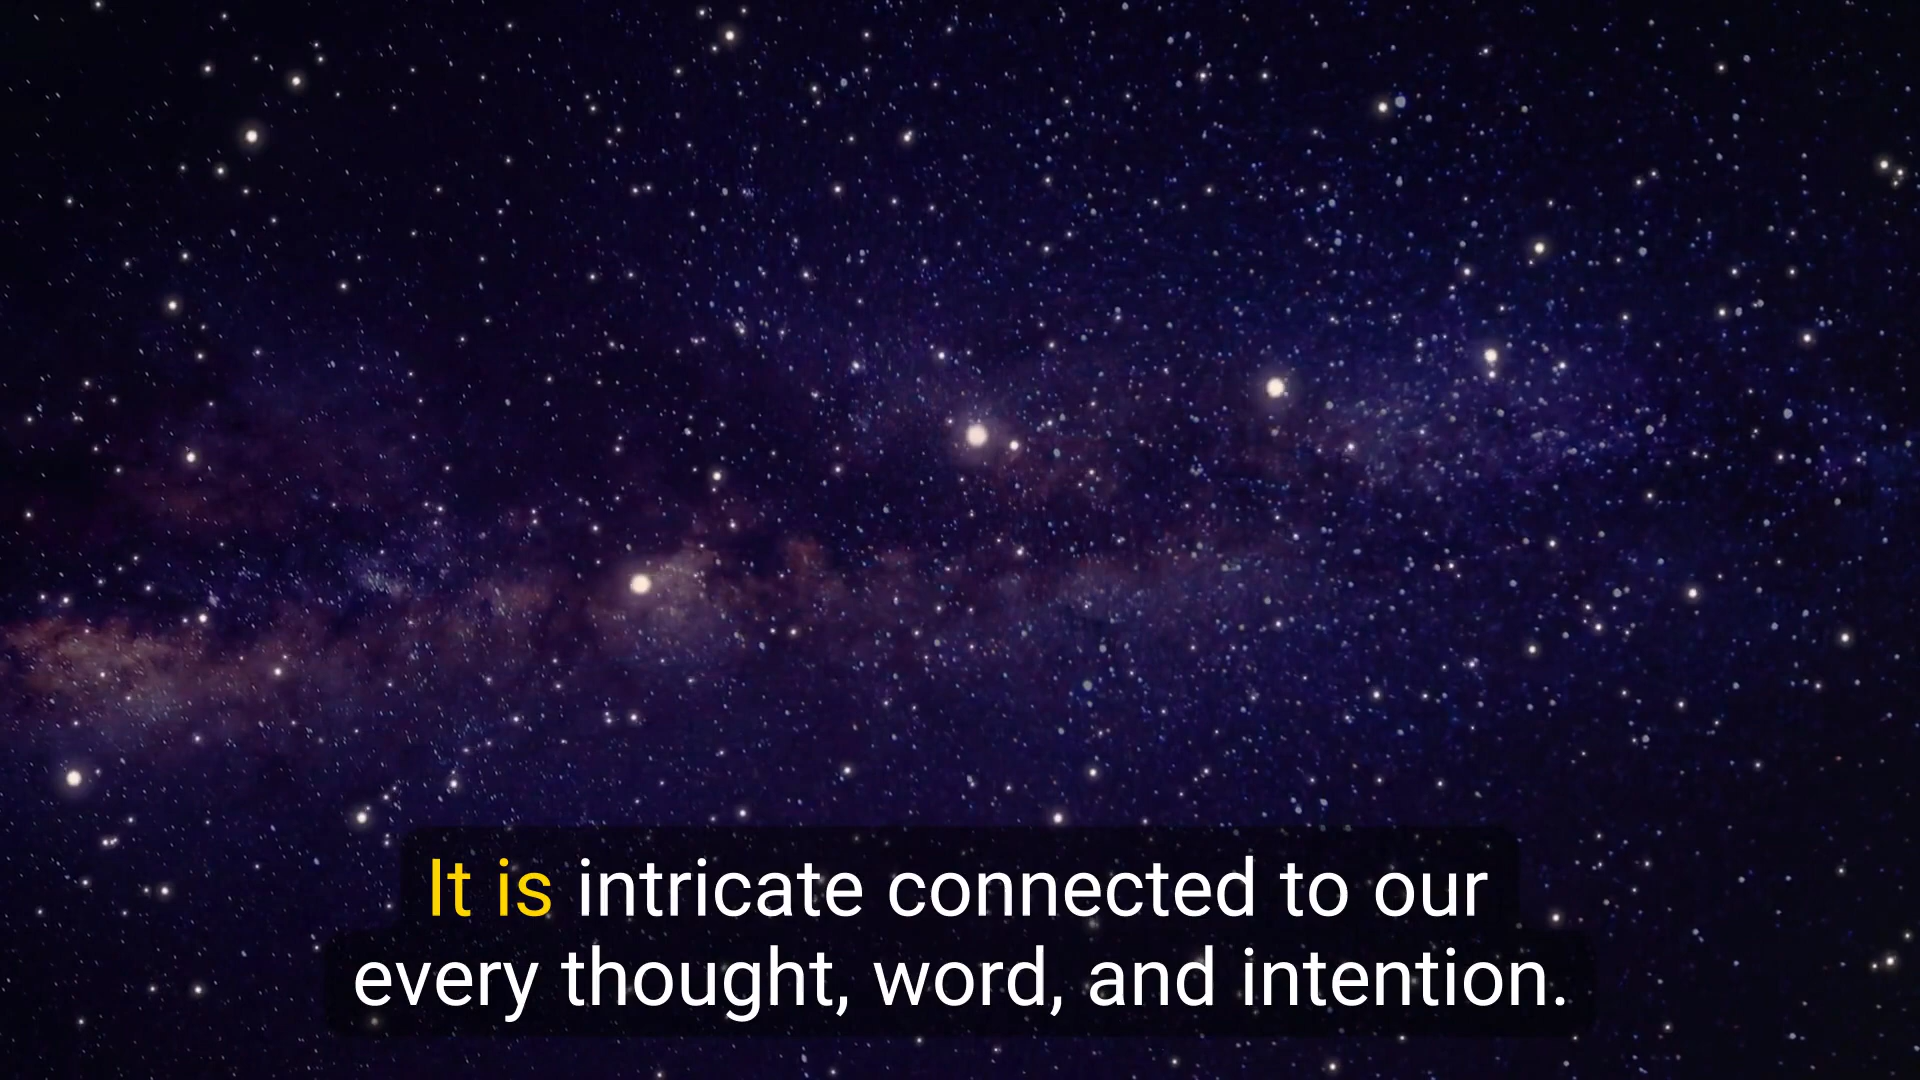 It is intricate connected to our
every thought, word, and intention.